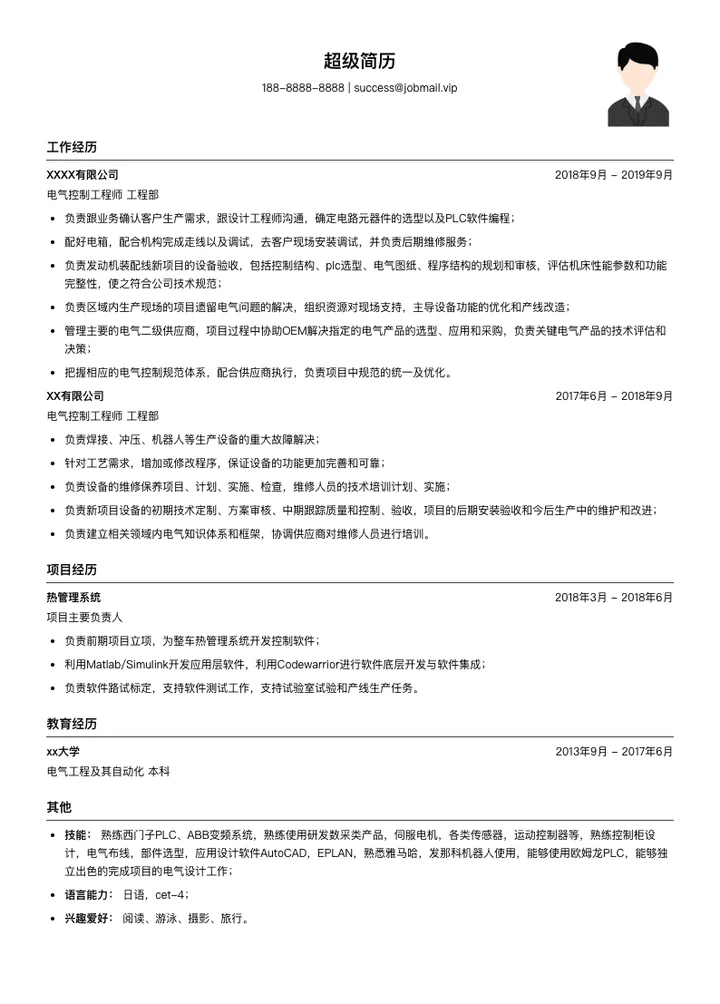 超级简历
188-8888-8888 | success@jobmail.vip
工作经历
XXXX有限公司 2018年9月 – 2019年9月
电气控制工程师 工程部
• 负责跟业务确认客户生产需求，跟设计工程师沟通，确定电路元器件的选型以及PLC软件编程；
• 配好电箱，配合机构完成走线以及调试，去客户现场安装调试，并负责后期维修服务；
• 负责发动机装配线新项目的设备验收，包括控制结构、plc选型、电气图纸、程序结构的规划和审核，评估机床性能参数和功能
完整性，使之符合公司技术规范；
• 负责区域内生产现场的项目遗留电气问题的解决，组织资源对现场支持，主导设备功能的优化和产线改造；
• 管理主要的电气二级供应商，项目过程中协助OEM解决指定的电气产品的选型、应用和采购，负责关键电气产品的技术评估和
决策；
• 把握相应的电气控制规范体系，配合供应商执行，负责项目中规范的统一及优化。
XX有限公司 2017年6月 – 2018年9月
电气控制工程师 工程部
• 负责焊接、冲压、机器人等生产设备的重大故障解决；
• 针对工艺需求，增加或修改程序，保证设备的功能更加完善和可靠；
• 负责设备的维修保养项目、计划、实施、检查，维修人员的技术培训计划、实施；
• 负责新项目设备的初期技术定制、方案审核、中期跟踪质量和控制、验收，项目的后期安装验收和今后生产中的维护和改进；
• 负责建立相关领域内电气知识体系和框架，协调供应商对维修人员进行培训。
项目经历
热管理系统 2018年3月 – 2018年6月
项目主要负责人
• 负责前期项目立项，为整车热管理系统开发控制软件；
• 利用Matlab/Simulink开发应用层软件，利用Codewarrior进行软件底层开发与软件集成；
• 负责软件路试标定，支持软件测试工作，支持试验室试验和产线生产任务。
教育经历
xx大学 2013年9月 – 2017年6月
电气工程及其自动化 本科
其他
• 技能： 熟练西门子PLC、ABB变频系统，熟练使用研发数采类产品，伺服电机，各类传感器，运动控制器等，熟练控制柜设
计，电气布线，部件选型，应用设计软件AutoCAD，EPLAN，熟悉雅马哈，发那科机器人使用，能够使用欧姆龙PLC，能够独
立出色的完成项目的电气设计工作；
• 语言能力： 日语，cet-4；
• 兴趣爱好： 阅读、游泳、摄影、旅行。